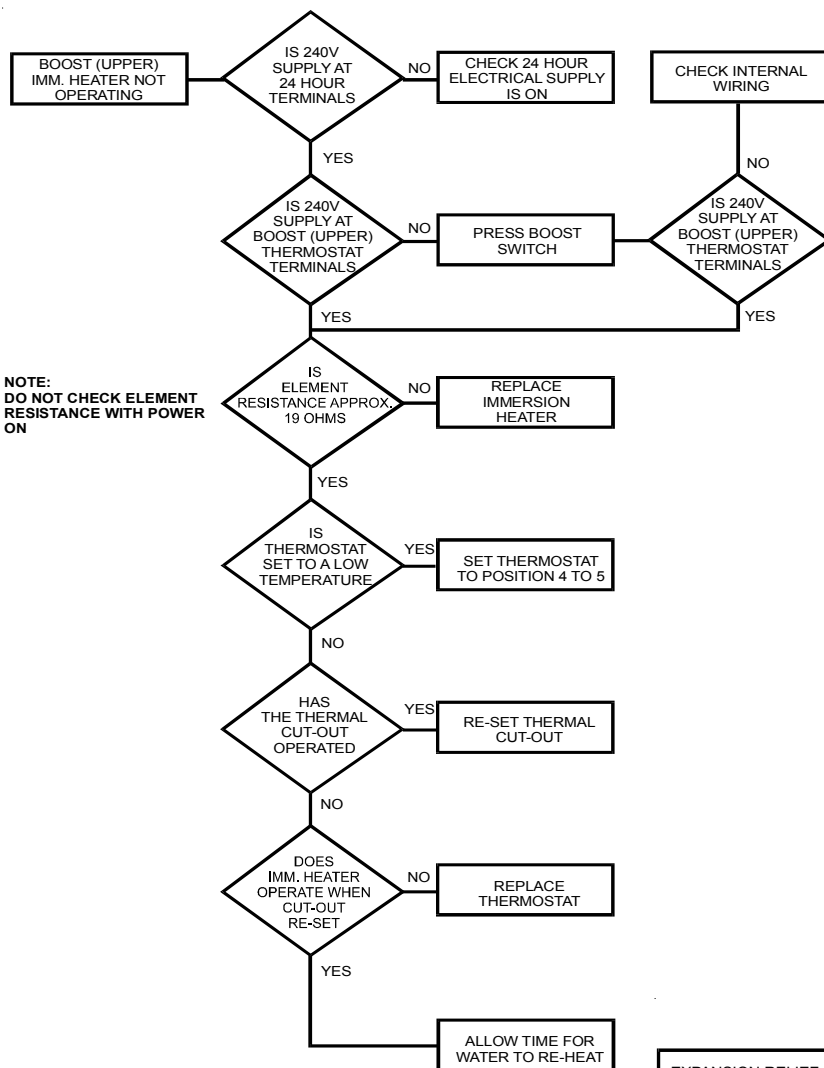 BOOST (UPPER)
IMM. HEATER NOT
OPERATING
IS 240V
SUPPLY AT
24 HOUR
TERMINALS
NO
CHECK 24 HOUR
ELECTRICAL SUPPLY
IS ON
CHECK INTERNAL
WIRING
YES
NO
IS 240V
SUPPLY AT
BOOST (UPPER)
THERMOSTAT
TERMINALS
NO
PRESS BOOST
SWITCH
IS 240V
SUPPLY AT
BOOST (UPPER)
THERMOSTAT
TERMINALS
YES
YES
NOTE:
DO NOT CHECK ELEMENT
RESISTANCE WITH POWER
ON
IS
ELEMENT
RESISTANCE APPROX.
19 OHMS
NO
REPLACE
IMMERSION
HEATER
YES
IS
THERMOSTAT
SET TO A LOW
TEMPERATURE
YES
SET THERMOSTAT
TO POSITION 4 TO 5
NO
HAS
THE THERMAL
CUT-OUT
OPERATED
YES
RE-SET THERMAL
CUT-OUT
NO
DOES
IMM. HEATER
OPERATE WHEN
CUT-OUT
RE-SET
NO
REPLACE
THERMOSTAT
YES
ALLOW TIME FOR
WATER TO RE-HEAT